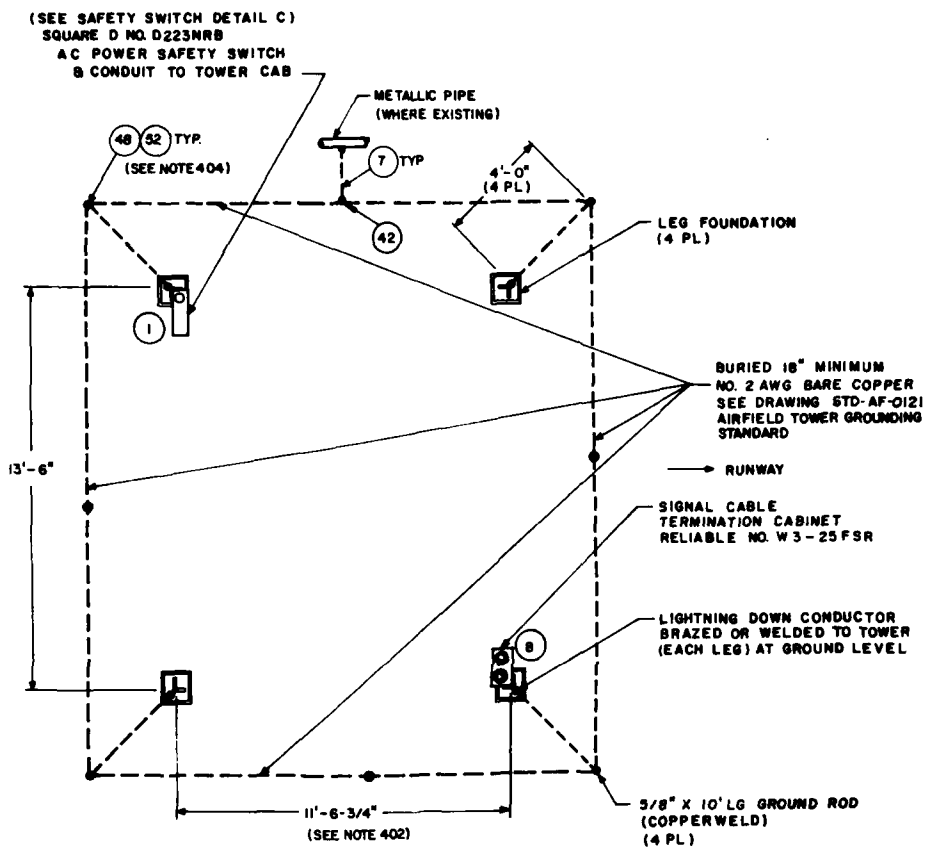 (SEE SAFETY SWITCH DETAIL C)
SQUARE D NO. D223NRB
AC POWER SAFETY SWITCH
& CONDUIT TO TOWER CAB
METALLIC PIPE
(WHERE EXISTING)
48 52 TYP.
(SEE NOTE 404)
7 TYP
4'-0"
(4 PL)
42
LEG FOUNDATION
(4 PL)
1
BURIED 18" MINIMUM
NO. 2 AWG BARE COPPER
SEE DRAWING STD-AF-0121
AIRFIELD TOWER GROUNDING
STANDARD
13'-6"
RUNWAY
SIGNAL CABLE
TERMINATION CABINET
RELIABLE NO. W3-25FSR
8
LIGHTNING DOWN CONDUCTOR
BRAZED OR WELDED TO TOWER
(EACH LEG) AT GROUND LEVEL
11'-6-3/4"
(SEE NOTE 402)
5/8" X 10' LG GROUND ROD
(COPPERWELD)
(4 PL)